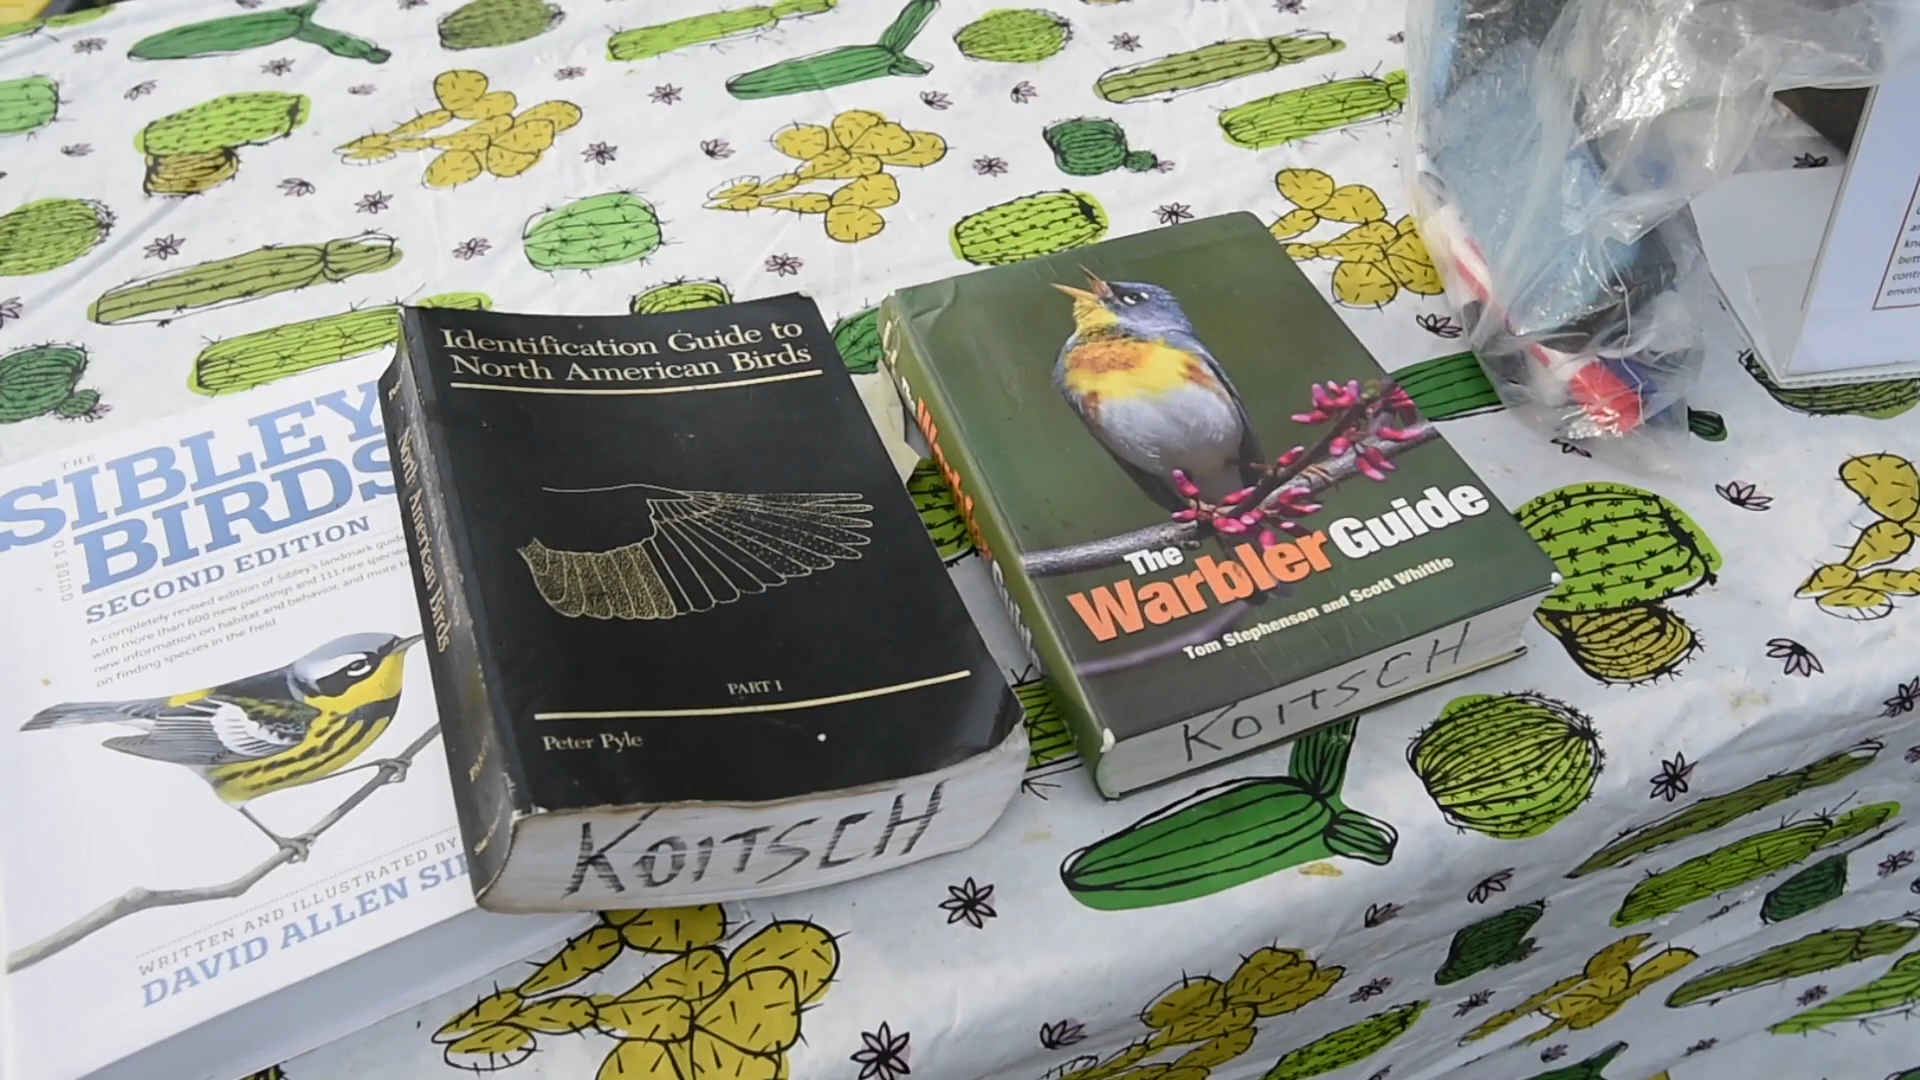 THE
SIBLEY
GUIDE TO
BIRDS
SECOND EDITION
A completely revised edition of Sibley's landmark guide
with more than 600 new paintings and 111 rare species
new information on habitat and behavior, and more
on finding species in the field
WRITTEN AND ILLUSTRATED BY
DAVID ALLEN
North American Birds
Identification Guide to
North American Birds
PART I
Peter Pyle
KOITSCH
The
Warbler Guide
Tom Stephenson and Scott Whittle
KOITSCH